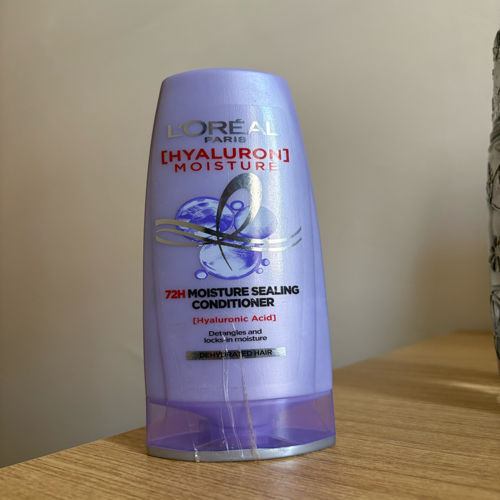 L'ORÉAL
PARIS
[HYALURON]
MOISTURE
72H MOISTURE SEALING
CONDITIONER
[Hyaluronic Acid]
Detangles and
locks-in moisture
DEHYDRATED HAIR